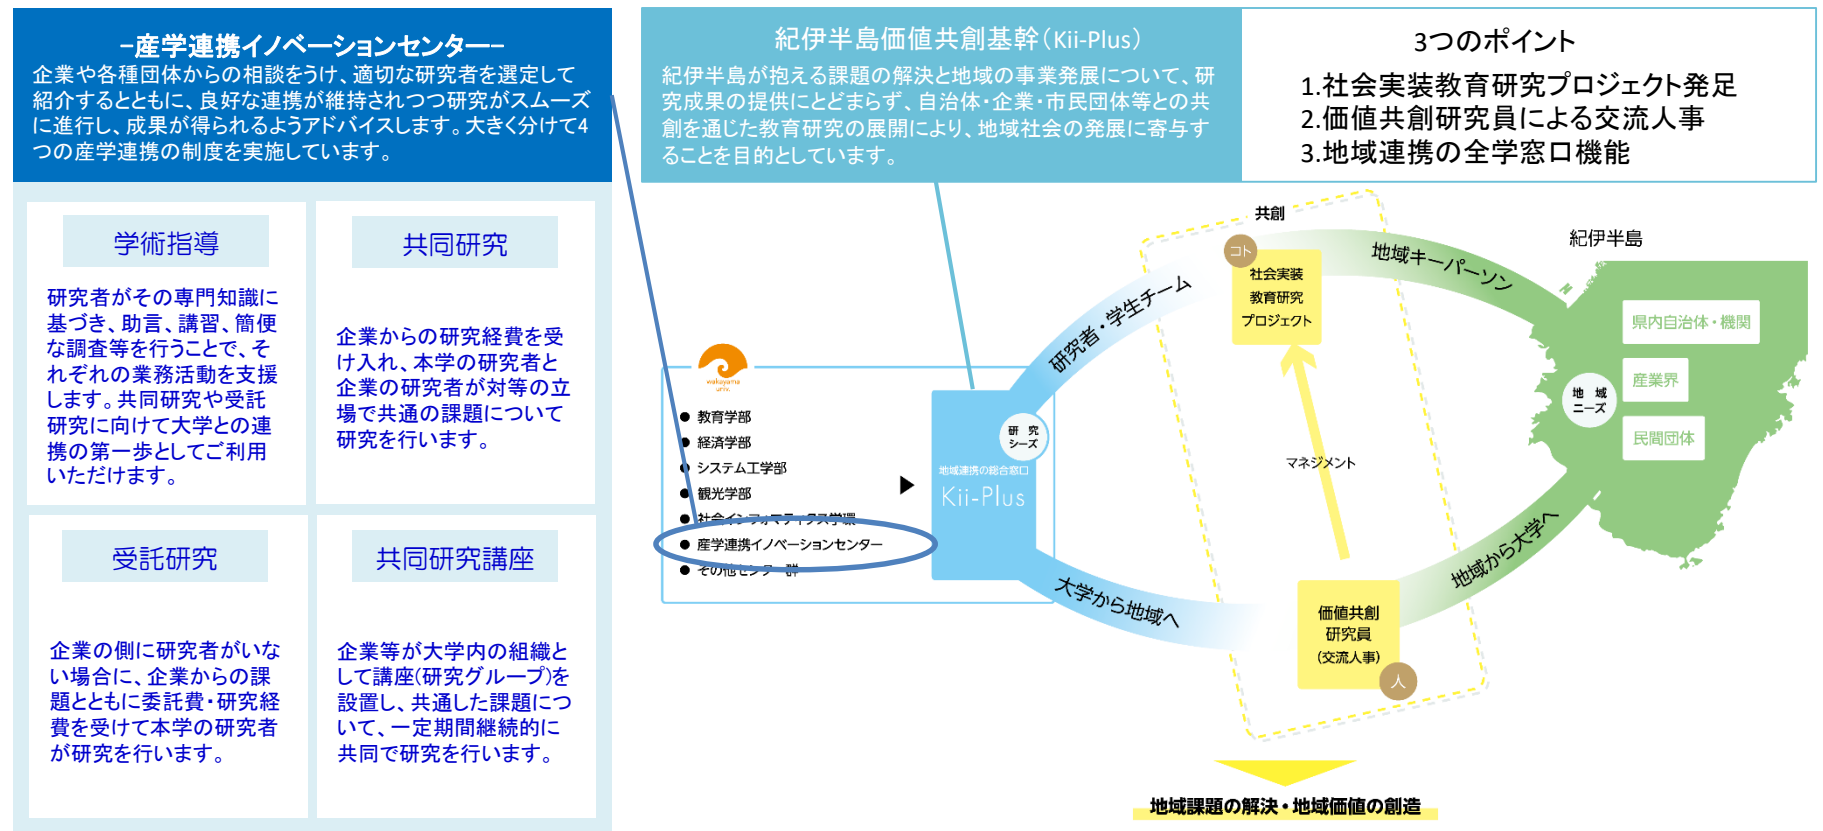 -産学連携イノベーションセンター-
企業や各種団体からの相談をうけ、適切な研究者を選定して
紹介するとともに、良好な連携が維持されつつ研究がスムーズ
に進行し、成果が得られるようアドバイスします。大きく分けて4
つの産学連携の制度を実施しています。
学術指導
研究者がその専門知識に
基づき、助言、講習、簡便
な調査等を行うことで、そ
れぞれの業務活動を支援
します。共同研究や受託
研究に向けて大学との連
携の第一歩としてご利用
いただけます。
共同研究
企業からの研究経費を受
け入れ、本学の研究者と
企業の研究者が対等の立
場で共通の課題について
研究を行います。
受託研究
企業の側に研究者がいな
い場合に、企業からの課
題とともに委託費・研究経
費を受けて本学の研究者
が研究を行います。
共同研究講座
企業等が大学内の組織と
して講座(研究グループ)を
設置し、共通した課題につ
いて、一定期間継続的に
共同で研究を行います。
紀伊半島価値共創基幹(Kii-Plus)
紀伊半島が抱える課題の解決と地域の事業発展について、研
究成果の提供にとどまらず、自治体・企業・市民団体等との共
創を通じた教育研究の展開により、地域社会の発展に寄与す
ることを目的としています。
3つのポイント
1.社会実装教育研究プロジェクト発足
2.価値共創研究員による交流人事
3.地域連携の全学窓口機能
wakayama
univ.
● 教育学部
● 経済学部
● システム工学部
● 観光学部
● 社会インフォマティクス学環
● 産学連携イノベーションセンター
● その他センター群
研究
シーズ
地域連携の総合窓口
Kii-Plus
研究者・学生チーム
大学から地域へ
共創
コト
社会実装
教育研究
プロジェクト
マネジメント
価値共創
研究員
(交流人事)
人
地域キーパーソン
地域から大学へ
紀伊半島
N
地域
ニーズ
県内自治体・機関
産業界
民間団体
地域課題の解決・地域価値の創造